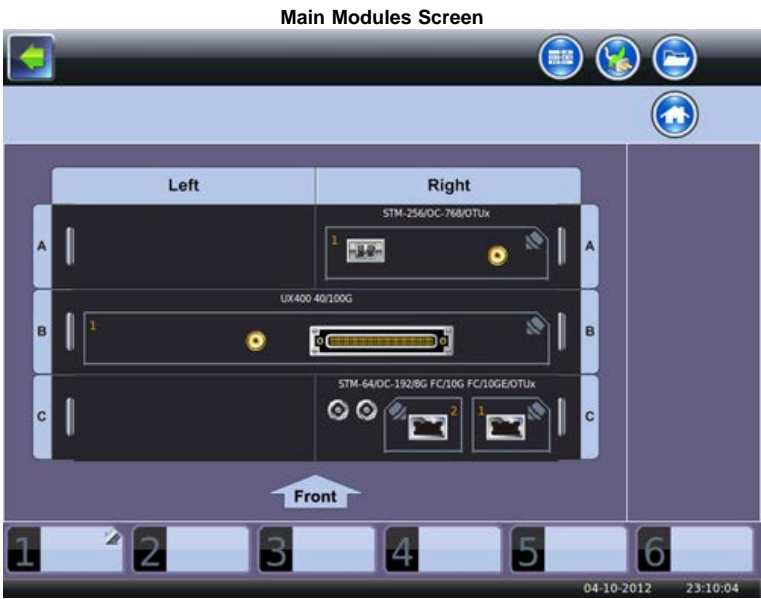 Main Modules Screen
Left Right
STM-256/OC-768/OTUx
A 1 A
UX400 40/100G
B 1 B
STM-64/OC-192/8G FC/10G FC/10GE/OTUx
C 2 1 C
Front
1 2 3 4 5 6
04-10-2012 23:10:04